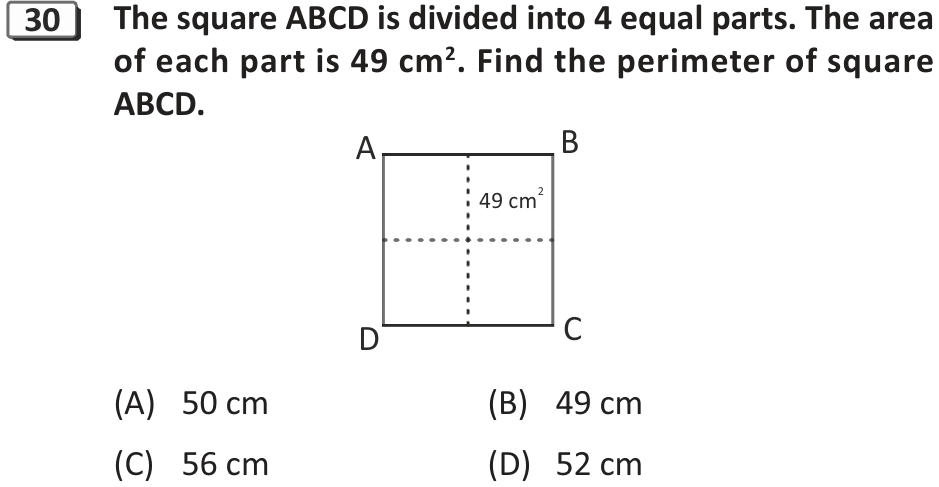 30 The square ABCD is divided into 4 equal parts. The area
of each part is 49 cm². Find the perimeter of square
ABCD.
A B
49 cm²
D C
(A) 50 cm (B) 49 cm
(C) 56 cm (D) 52 cm